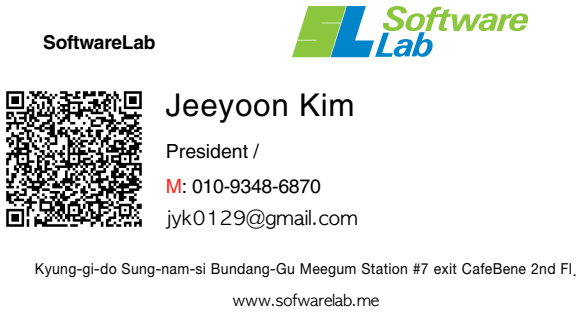 SoftwareLab
SL Software
Lab
Jeeyoon Kim
President /
M: 010-9348-6870
jyk0129@gmail.com
Kyung-gi-do Sung-nam-si Bundang-Gu Meegum Station #7 exit CafeBene 2nd Fl.
www.sofwarelab.me